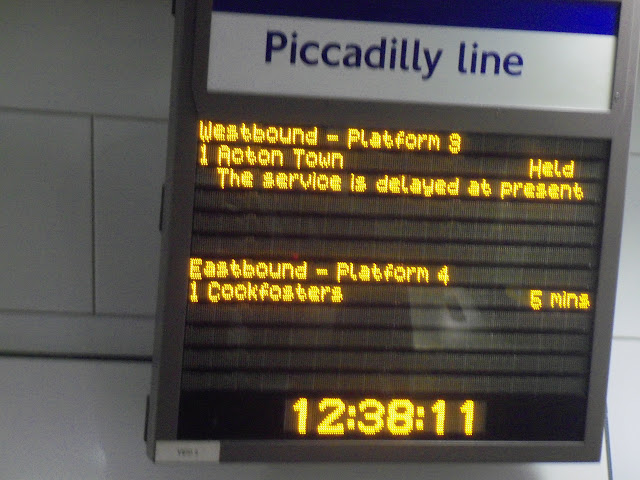 Piccadilly line
Westbound - Platform 3
1 Acton Town Held
The service is delayed at present
Eastbound - Platform 4
1 Cockfosters 6 mins
12:38:11